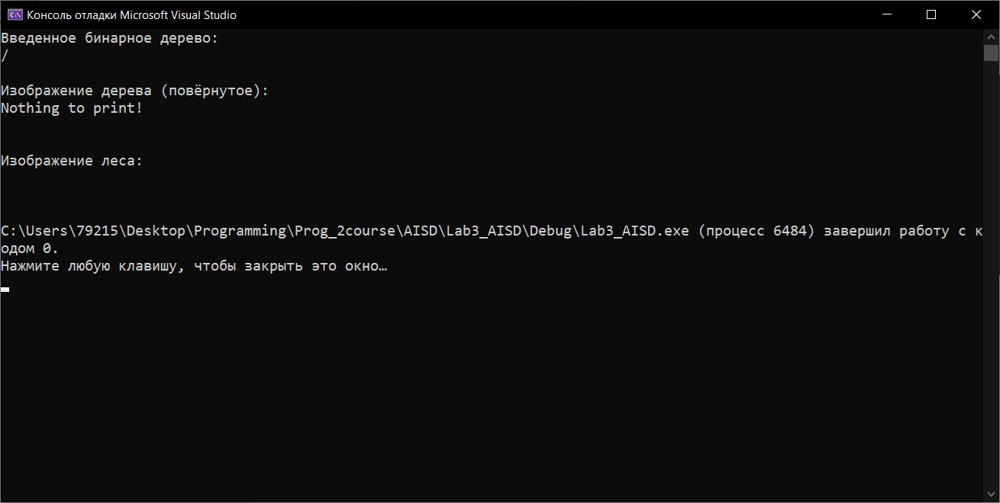 Консоль отладки Microsoft Visual Studio
Введенное бинарное дерево:
/
Изображение дерева (повёрнутое):
Nothing to print!
Изображение леса:
C:\Users\79215\Desktop\Programming\Prog_2course\AISD\Lab3_AISD\Debug\Lab3_AISD.exe (процесс 6484) завершил работу с к
одом 0.
Нажмите любую клавишу, чтобы закрыть это окно…